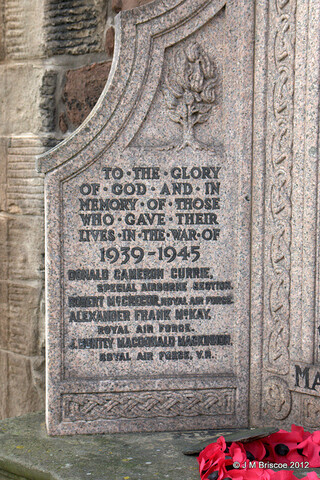 TO · THE · GLORY
OF · GOD · AND · IN
MEMORY · OF · THOSE
WHO · GAVE · THEIR
LIVES · IN · THE · WAR · OF
1939-1945
DONALD CAMERON CURRIE,
SPECIAL AIRBORNE SECTION.
ROBERT McGREGOR, ROYAL AIR FORCE.
ALEXANDER FRANK McKAY,
ROYAL AIR FORCE.
MACDONALD MACKINNON,
ROYAL AIR FORCE, V.R.
MA
© J M Briscoe 2012